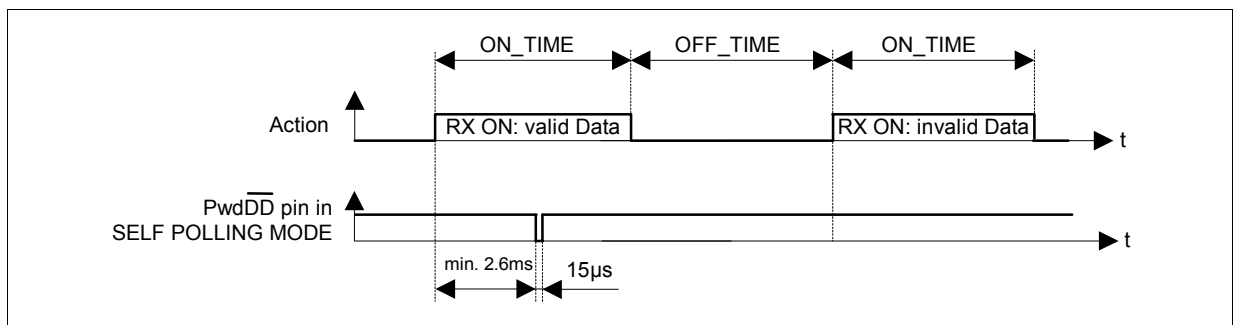 ON_TIME OFF_TIME ON_TIME
Action
RX ON: valid Data
RX ON: invalid Data
t
PwdD̅D̅ pin in
SELF POLLING MODE
t
min. 2.6ms
15µs